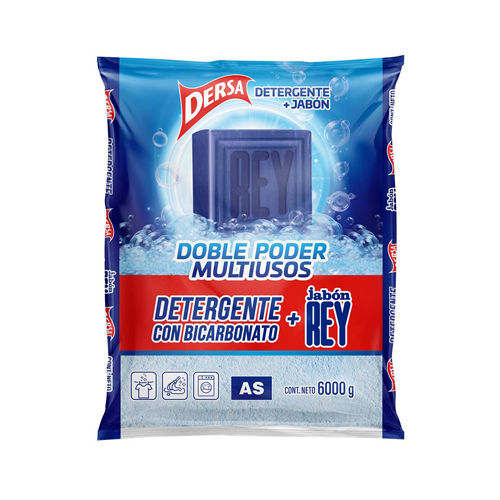 DERSA
DETERGENTE
+JABÓN
REY
DOBLE PODER
MULTIUSOS
DETERGENTE
CON BICARBONATO
+
jabón
REY
AS
CONT. NETO 6000 g